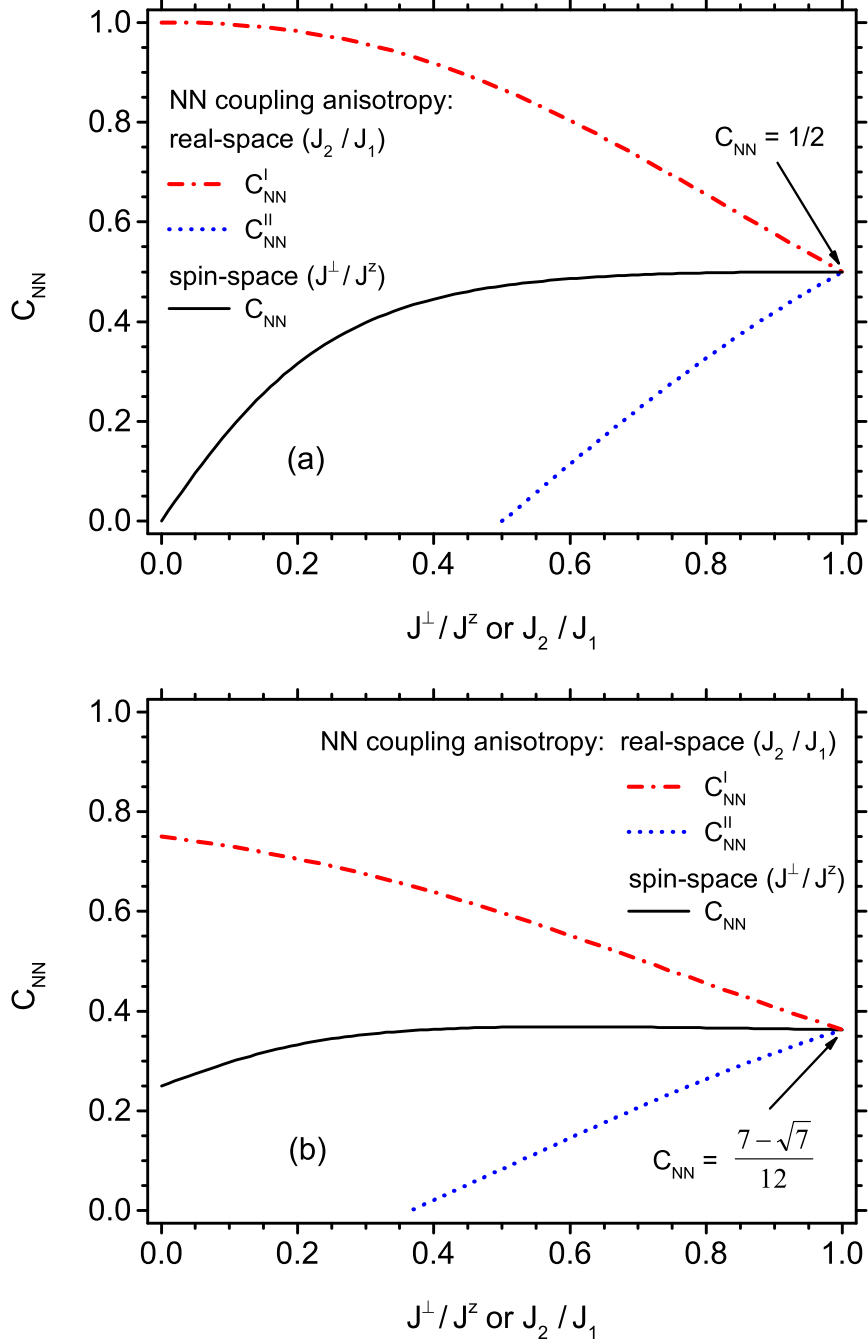 1.0
0.8
0.6
0.4
0.2
0.0
C_NN
NN coupling anisotropy:
real-space (J_2 / J_1)
C^I_NN
C^II_NN
spin-space (J^⊥/ J^z)
C_NN
C_NN = 1/2
(a)
0.0 0.2 0.4 0.6 0.8 1.0
J^⊥/ J^z or J_2 / J_1
1.0
0.8
0.6
0.4
0.2
0.0
C_NN
NN coupling anisotropy: real-space (J_2 / J_1)
C^I_NN
C^II_NN
spin-space (J^⊥/ J^z)
C_NN
(b)
C_NN = (7 − √7)/12
0.0 0.2 0.4 0.6 0.8 1.0
J^⊥/ J^z or J_2 / J_1